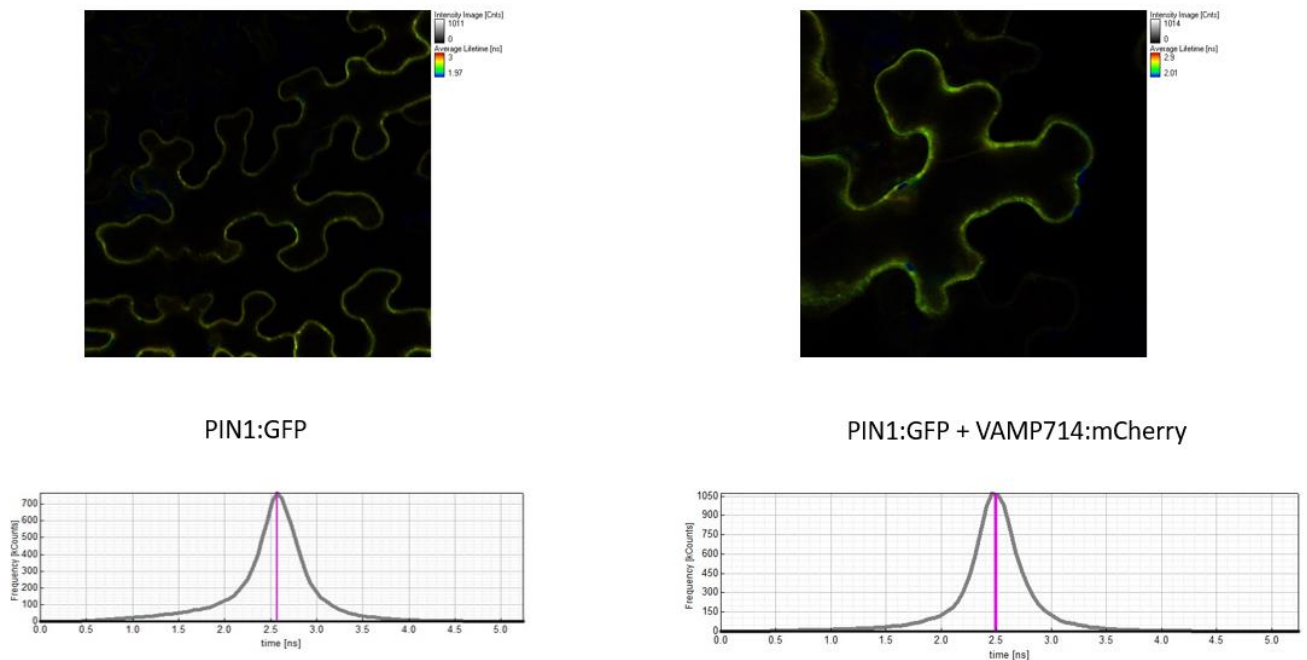 Intensity Image [Cnts]
1011
0
Average Lifetime [ns]
3
1.97
Intensity Image [Cnts]
1014
0
Average Lifetime [ns]
2.9
2.01
PIN1:GFP
PIN1:GFP + VAMP714:mCherry
Frequency [kCounts]
700
600
500
400
300
200
100
0
0.0 0.5 1.0 1.5 2.0 2.5 3.0 3.5 4.0 4.5 5.0
time [ns]
Frequency [kCounts]
1050
900
750
600
450
300
150
0
0.0 0.5 1.0 1.5 2.0 2.5 3.0 3.5 4.0 4.5 5.0
time [ns]